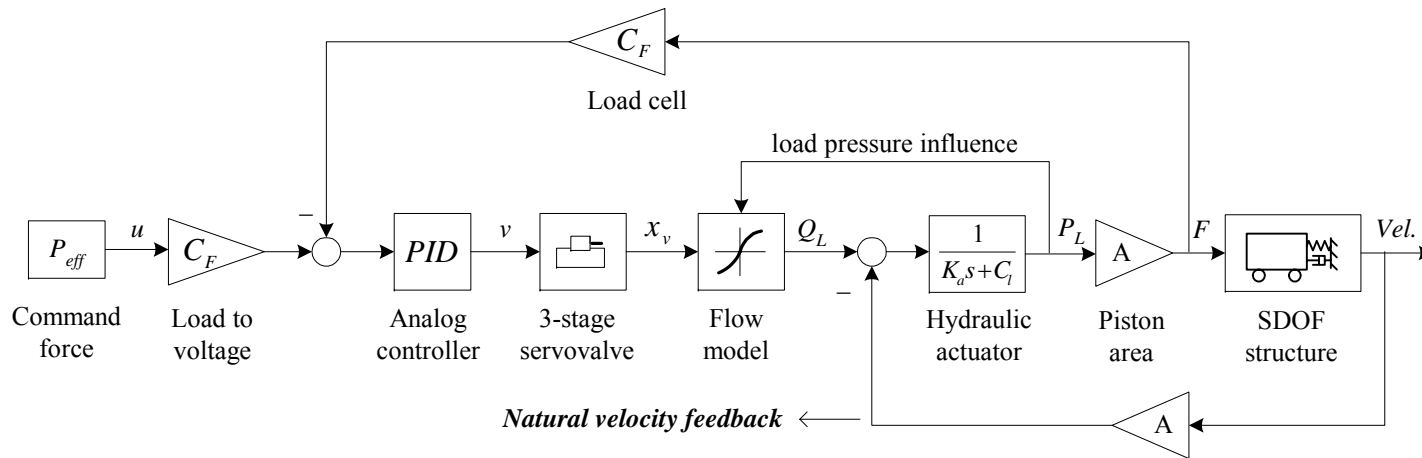 C_F
Load cell
load pressure influence
P_eff
u
C_F
−
PID
v
x_v
Q_L
−
1
K_a s+C_l
P_L
A
F
Vel.
Command
force
Load to
voltage
Analog
controller
3-stage
servovalve
Flow
model
Hydraulic
actuator
Piston
area
SDOF
structure
Natural velocity feedback
A